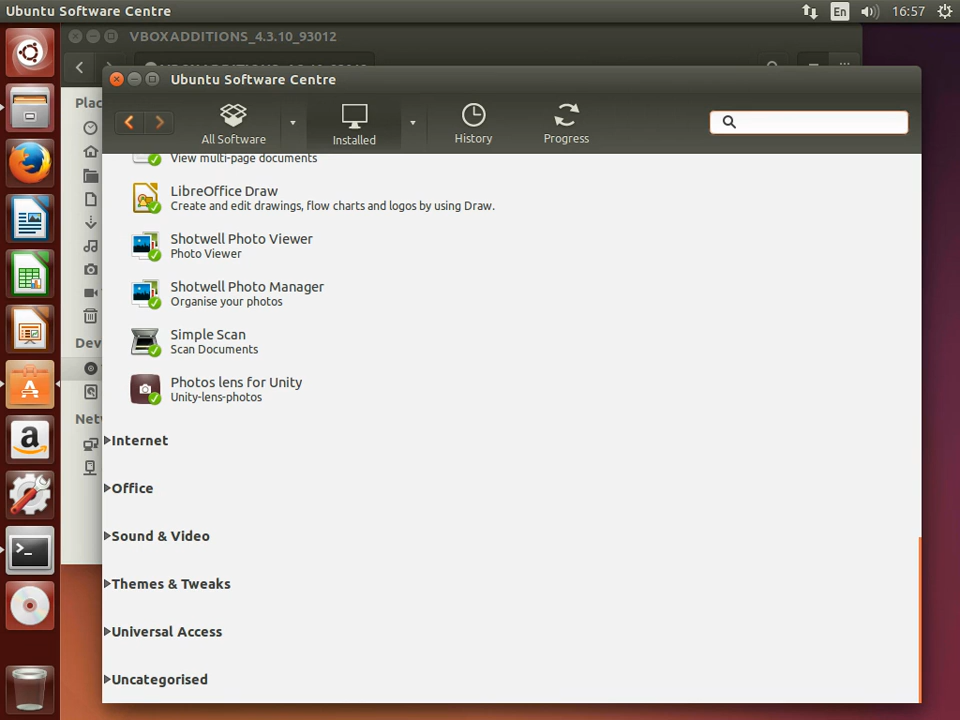 Ubuntu Software Centre
En
16:57
VBOXADDITIONS_4.3.10_93012
Ubuntu Software Centre
All Software
Installed
History
Progress
Plac
Dev
Net
View multi-page documents
LibreOffice Draw
Create and edit drawings, flow charts and logos by using Draw.
Shotwell Photo Viewer
Photo Viewer
Shotwell Photo Manager
Organise your photos
Simple Scan
Scan Documents
Photos lens for Unity
Unity-lens-photos
Internet
Office
Sound & Video
Themes & Tweaks
Universal Access
Uncategorised